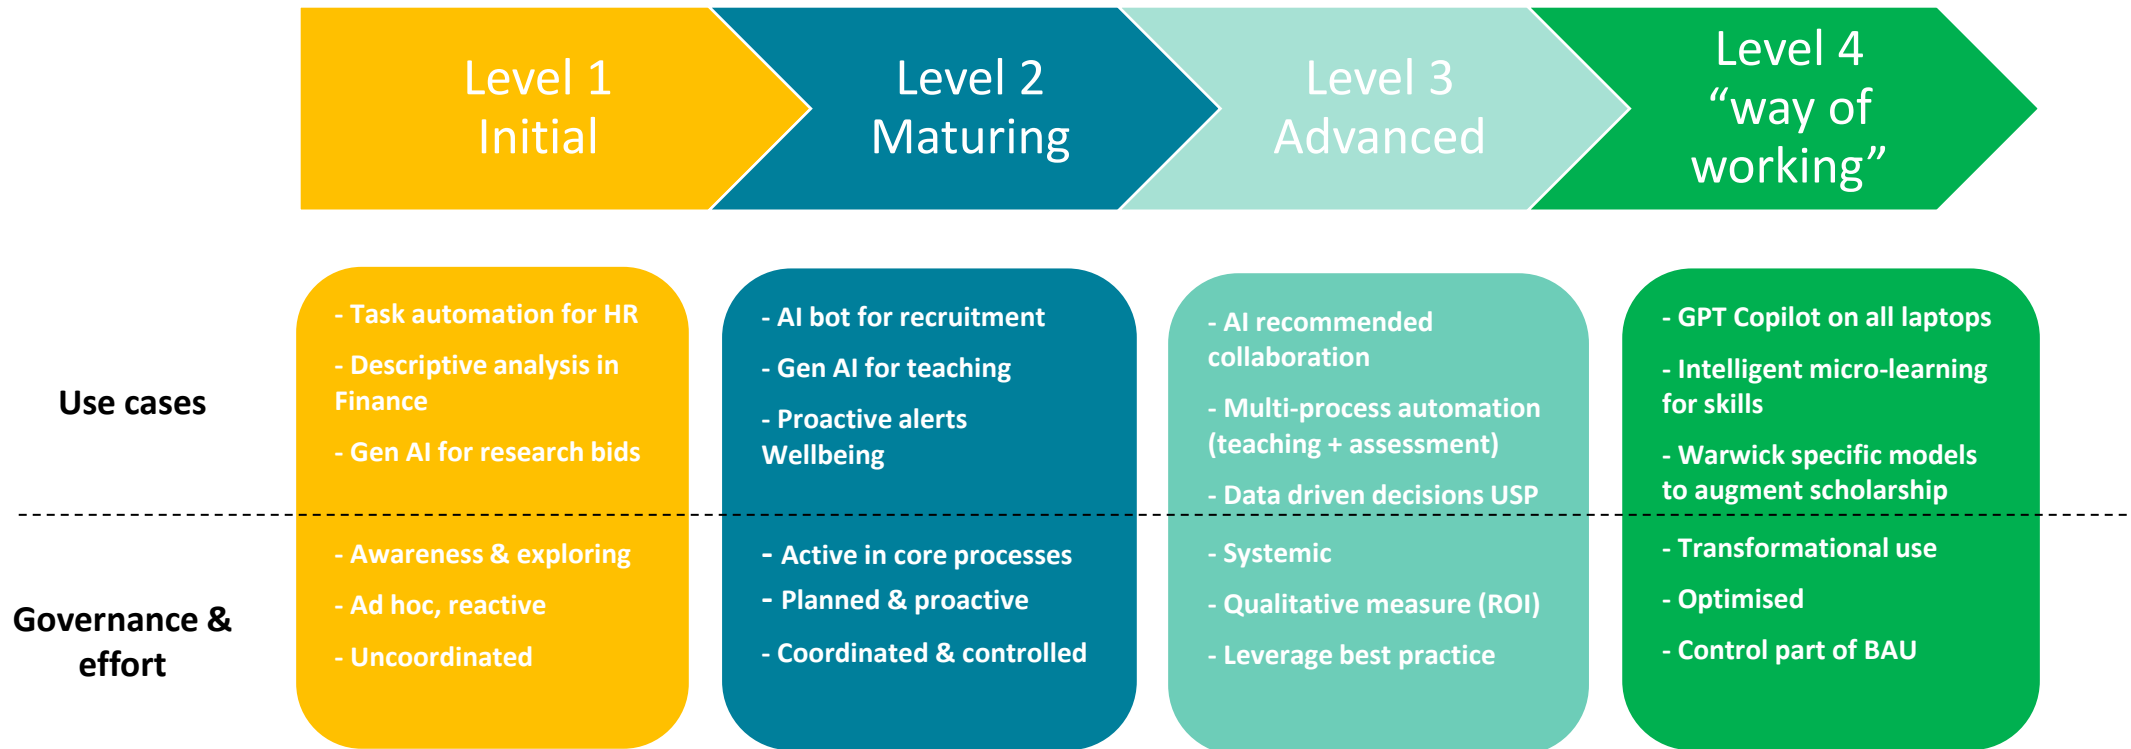 Level 1
Initial
Level 2
Maturing
Level 3
Advanced
Level 4
“way of
working”
Use cases
- Task automation for HR
- Descriptive analysis in
Finance
- Gen AI for research bids
- AI bot for recruitment
- Gen AI for teaching
- Proactive alerts
Wellbeing
- AI recommended
collaboration
- Multi-process automation
(teaching + assessment)
- Data driven decisions USP
- GPT Copilot on all laptops
- Intelligent micro-learning
for skills
- Warwick specific models
to augment scholarship
Governance &
effort
- Awareness & exploring
- Ad hoc, reactive
- Uncoordinated
- Active in core processes
- Planned & proactive
- Coordinated & controlled
- Systemic
- Qualitative measure (ROI)
- Leverage best practice
- Transformational use
- Optimised
- Control part of BAU